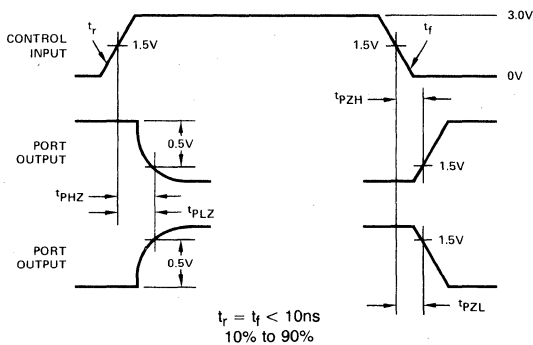 3.0V
tr
tf
CONTROL
INPUT
1.5V
1.5V
0V
tPZH
PORT
OUTPUT
0.5V
1.5V
tPHZ
tPLZ
PORT
OUTPUT
0.5V
1.5V
tPZL
tr = tf < 10ns
10% to 90%